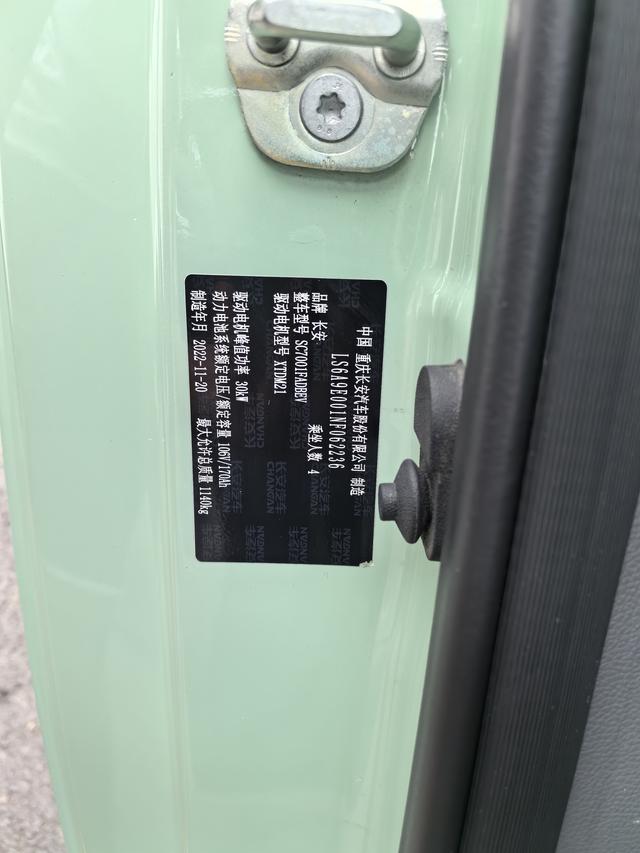 中国 重庆长安汽车股份有限公司 制造
LS6A9E001NF062236
品牌 长安 乘坐人数 4
整车型号 SC7001FADBEV
驱动电机型号 XTDM21
驱动电机峰值功率 30kW
动力电池系统额定电压/额定容量 106V/170Ah
制造年月 2022-11-20 最大允许总质量 1140kg